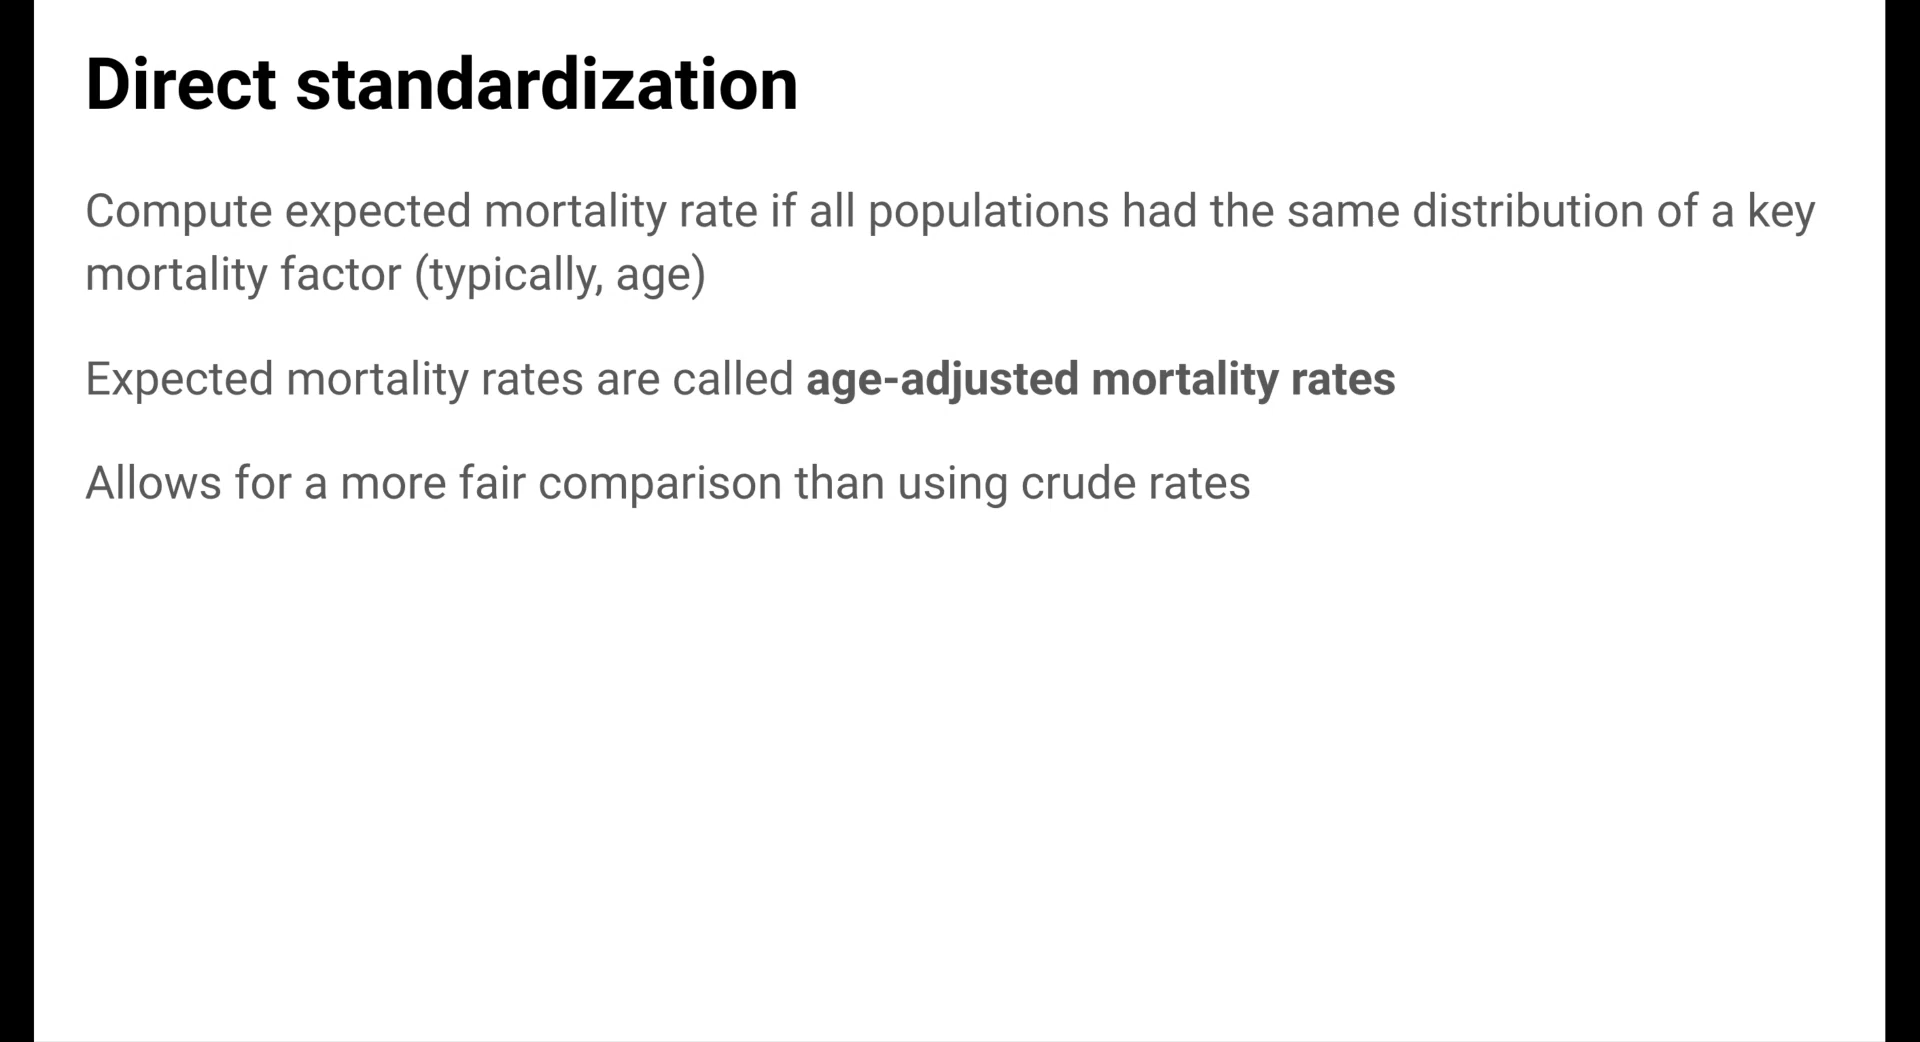 Direct standardization
Compute expected mortality rate if all populations had the same distribution of a key
mortality factor (typically, age)
Expected mortality rates are called age-adjusted mortality rates
Allows for a more fair comparison than using crude rates